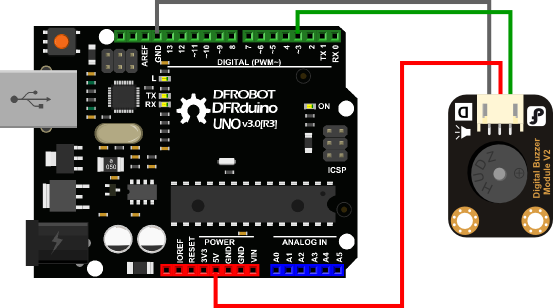 AREF
GND
13
12
~11
~10
~9
8
7
~6
~5
4
~3
2
TX 1
RX 0
DIGITAL (PWM~)
L
TX
RX
DFROBOT
DFRduino
UNO v3.0[R3]
ON
ICSP
050
POWER
ANALOG IN
IOREF
RESET
3V3
5V
GND
GND
VIN
A0
A1
A2
A3
A4
A5
D
HUDZ
Digital Buzzer
Module V2